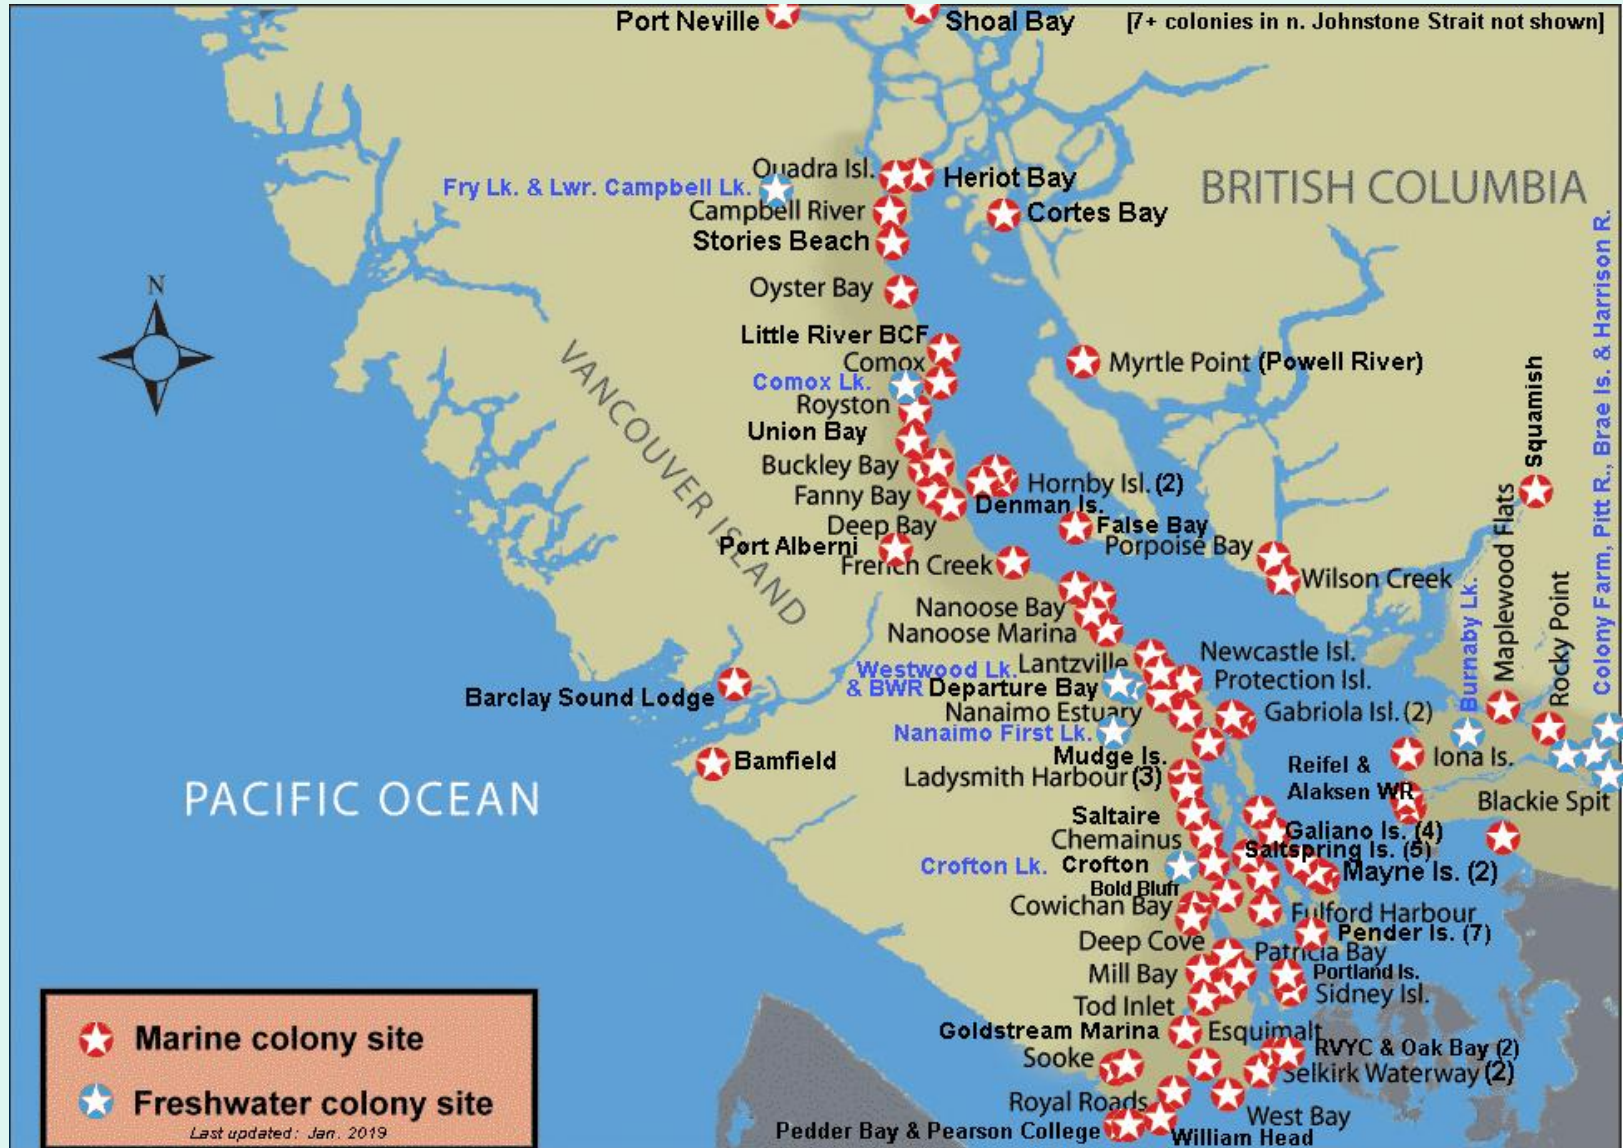 Port Neville
Shoal Bay
[7+ colonies in n. Johnstone Strait not shown]
Quadra Isl.
Heriot Bay
BRITISH COLUMBIA
Fry Lk. & Lwr. Campbell Lk.
Campbell River
Cortes Bay
Stories Beach
N
Oyster Bay
Little River BCF
Comox
Myrtle Point (Powell River)
Comox Lk.
Royston
VANCOUVER ISLAND
Union Bay
Squamish
Colony Farm, Pitt R., Brae Is. & Harrison R.
Buckley Bay
Hornby Isl. (2)
Fanny Bay
Denman Is.
Deep Bay
False Bay
Port Alberni
Porpoise Bay
French Creek
Wilson Creek
Burnaby Lk.
Maplewood Flats
Rocky Point
Nanoose Bay
Nanoose Marina
Lantzville
Newcastle Isl.
Westwood Lk.
& BWR
Departure Bay
Protection Isl.
Barclay Sound Lodge
Nanaimo Estuary
Gabriola Isl. (2)
Nanaimo First Lk.
Mudge Is.
Bamfield
Iona Is.
Ladysmith Harbour (3)
Reifel &
Alaksen WR
PACIFIC OCEAN
Blackie Spit
Saltaire
Chemainus
Galiano Is. (4)
Saltspring Is. (5)
Crofton Lk.
Crofton
Mayne Is. (2)
Bold Bluff
Cowichan Bay
Fulford Harbour
Pender Is. (7)
Deep Cove
Patricia Bay
Mill Bay
Portland Is.
Tod Inlet
Sidney Isl.
Goldstream Marina
Esquimalt
Sooke
RVYC & Oak Bay (2)
Selkirk Waterway (2)
Royal Roads
West Bay
Pedder Bay & Pearson College
William Head
Marine colony site
Freshwater colony site
Last updated: Jan. 2019